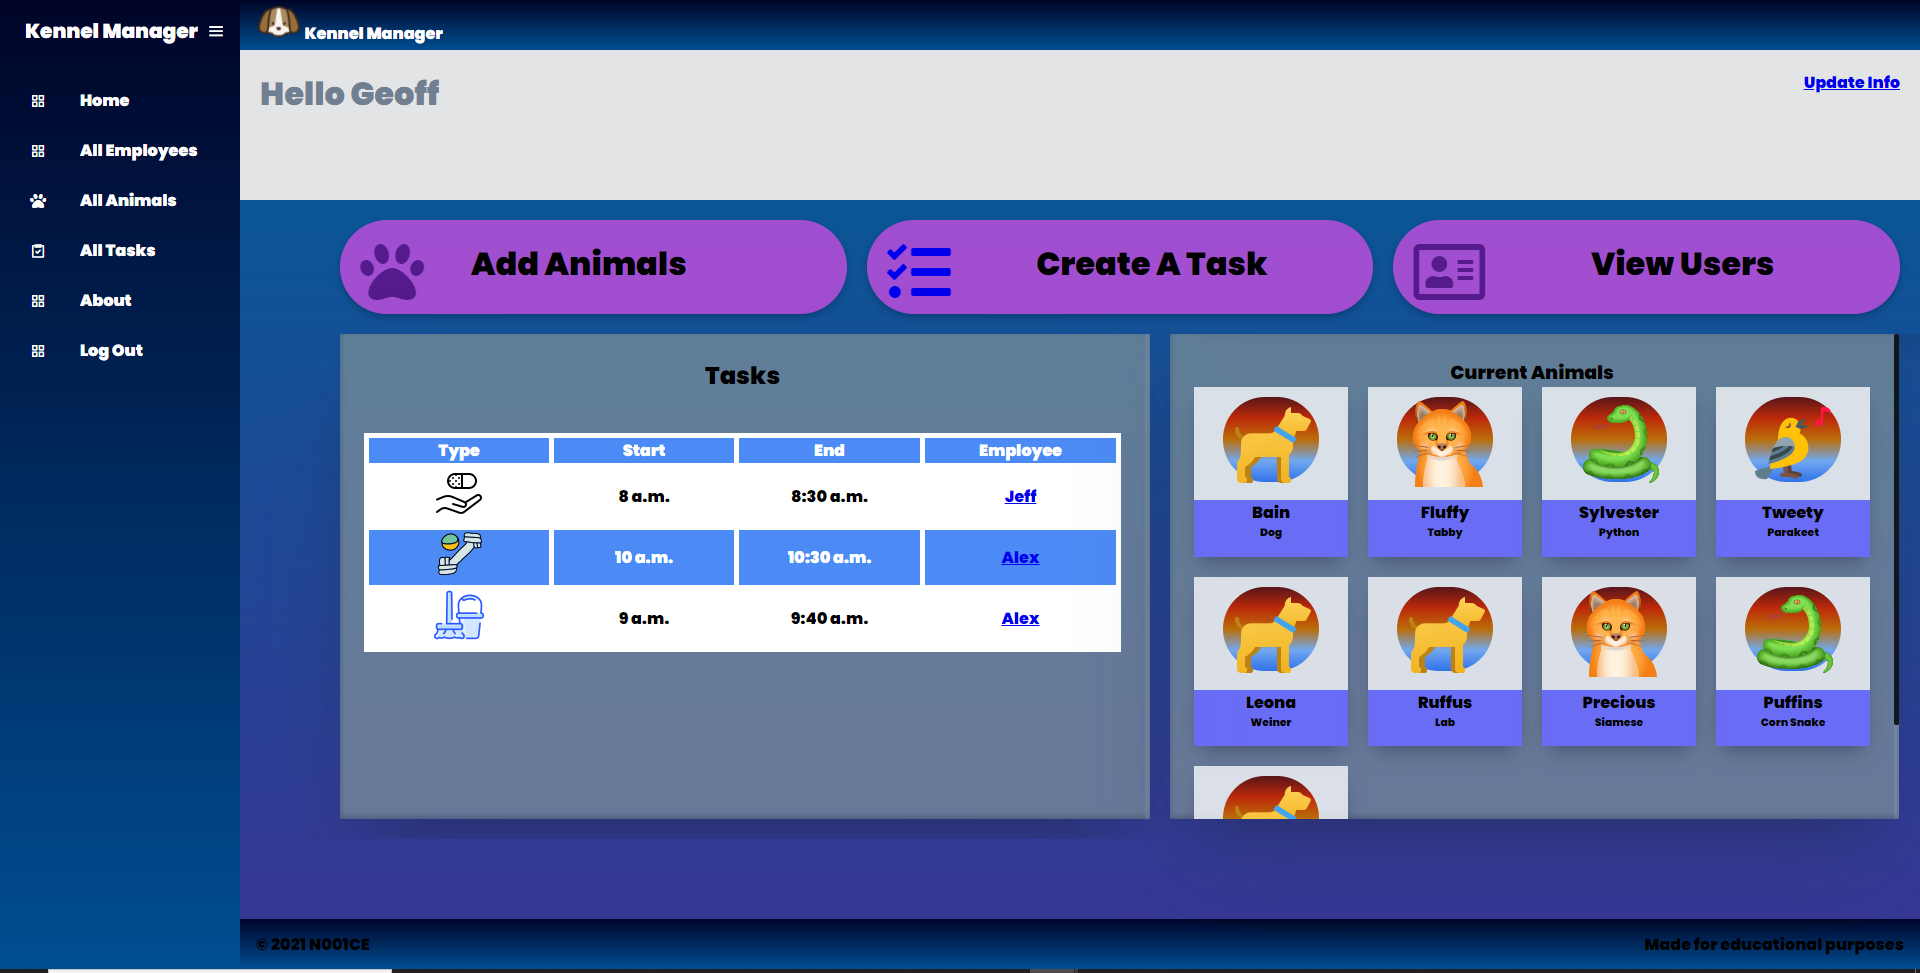 Kennel Manager
Home
All Employees
All Animals
All Tasks
About
Log Out
Kennel Manager
Hello Geoff
Update Info
Add Animals
Create A Task
View Users
Tasks
Type Start End Employee
8 a.m. 8:30 a.m. Jeff
10 a.m. 10:30 a.m. Alex
9 a.m. 9:40 a.m. Alex
Current Animals
Bain
Dog
Fluffy
Tabby
Sylvester
Python
Tweety
Parakeet
Leona
Weiner
Ruffus
Lab
Precious
Siamese
Puffins
Corn Snake
© 2021 N001CE
Made for educational purposes